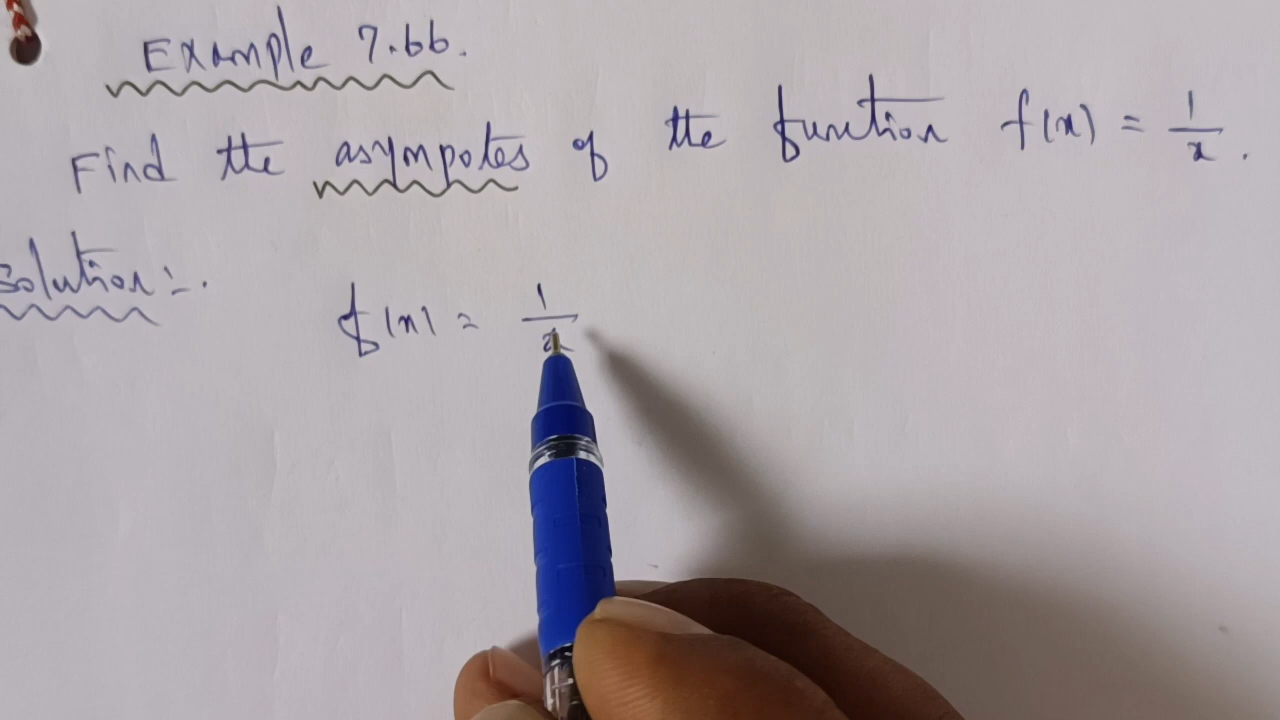 Example 7.66.
Find the asympotes of the function f(x) = 1/x.
Solution:-.
f(x) = 1/x